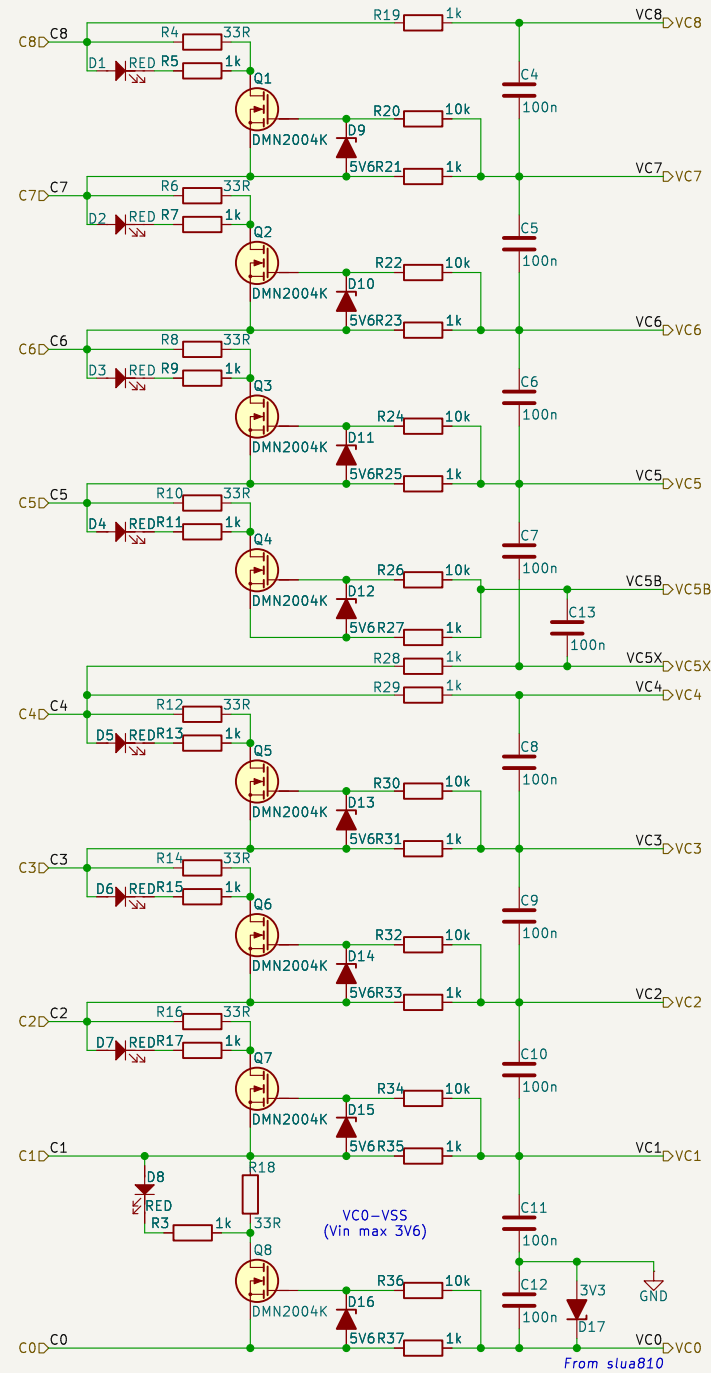 R19 1k VC8 VC8
C8 C8 R4 33R
D1 RED R5 1k C4
Q1 100n
R20 10k
D9
DMN2004K
5V6 R21 1k VC7 VC7
C7 C7 R6 33R
D2 RED R7 1k C5
Q2 100n
R22 10k
D10
DMN2004K
5V6 R23 1k VC6 VC6
C6 C6 R8 33R
D3 RED R9 1k C6
Q3 100n
R24 10k
D11
DMN2004K
5V6 R25 1k VC5 VC5
C5 C5 R10 33R
D4 RED R11 1k C7
Q4 100n
R26 10k VC5B VC5B
D12
DMN2004K C13
5V6 R27 1k 100n
R28 1k VC5X VC5X
R29 1k VC4 VC4
C4 C4 R12 33R
D5 RED R13 1k C8
Q5 100n
R30 10k
D13
DMN2004K
5V6 R31 1k VC3 VC3
C3 C3 R14 33R
D6 RED R15 1k C9
Q6 100n
R32 10k
D14
DMN2004K
5V6 R33 1k VC2 VC2
C2 C2 R16 33R
D7 RED R17 1k C10
Q7 100n
R34 10k
D15
DMN2004K
5V6 R35 1k VC1 VC1
C1 C1
R18
D8
RED C11
R3 1k 33R 100n
VC0-VSS
(Vin max 3V6)
Q8
R36 10k C12 3V3 GND
D16
DMN2004K 100n D17
5V6 R37 1k VC0 VC0
C0 C0
From slua810